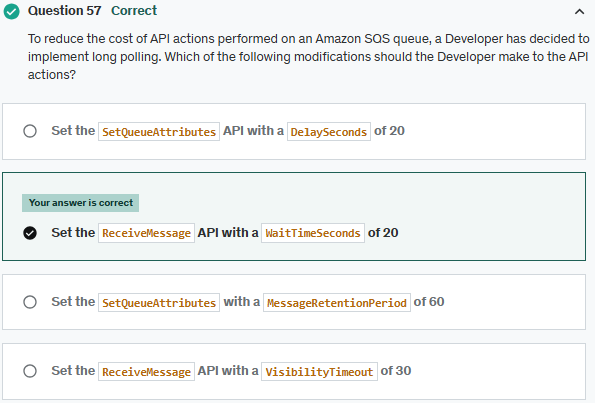 Question 57 Correct
To reduce the cost of API actions performed on an Amazon SQS queue, a Developer has decided to
implement long polling. Which of the following modifications should the Developer make to the API
actions?
Set the SetQueueAttributes API with a DelaySeconds of 20
Your answer is correct
Set the ReceiveMessage API with a WaitTimeSeconds of 20
Set the SetQueueAttributes with a MessageRetentionPeriod of 60
Set the ReceiveMessage API with a VisibilityTimeout of 30